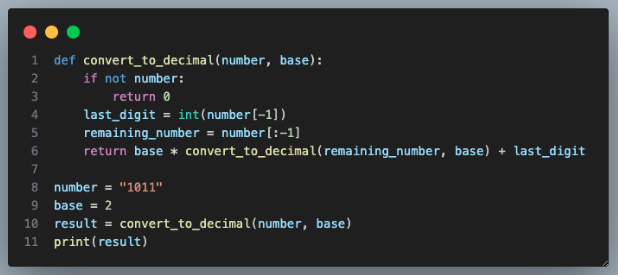 1 def convert_to_decimal(number, base):
2     if not number:
3         return 0
4     last_digit = int(number[-1])
5     remaining_number = number[:-1]
6     return base * convert_to_decimal(remaining_number, base) + last_digit
7
8 number = "1011"
9 base = 2
10 result = convert_to_decimal(number, base)
11 print(result)